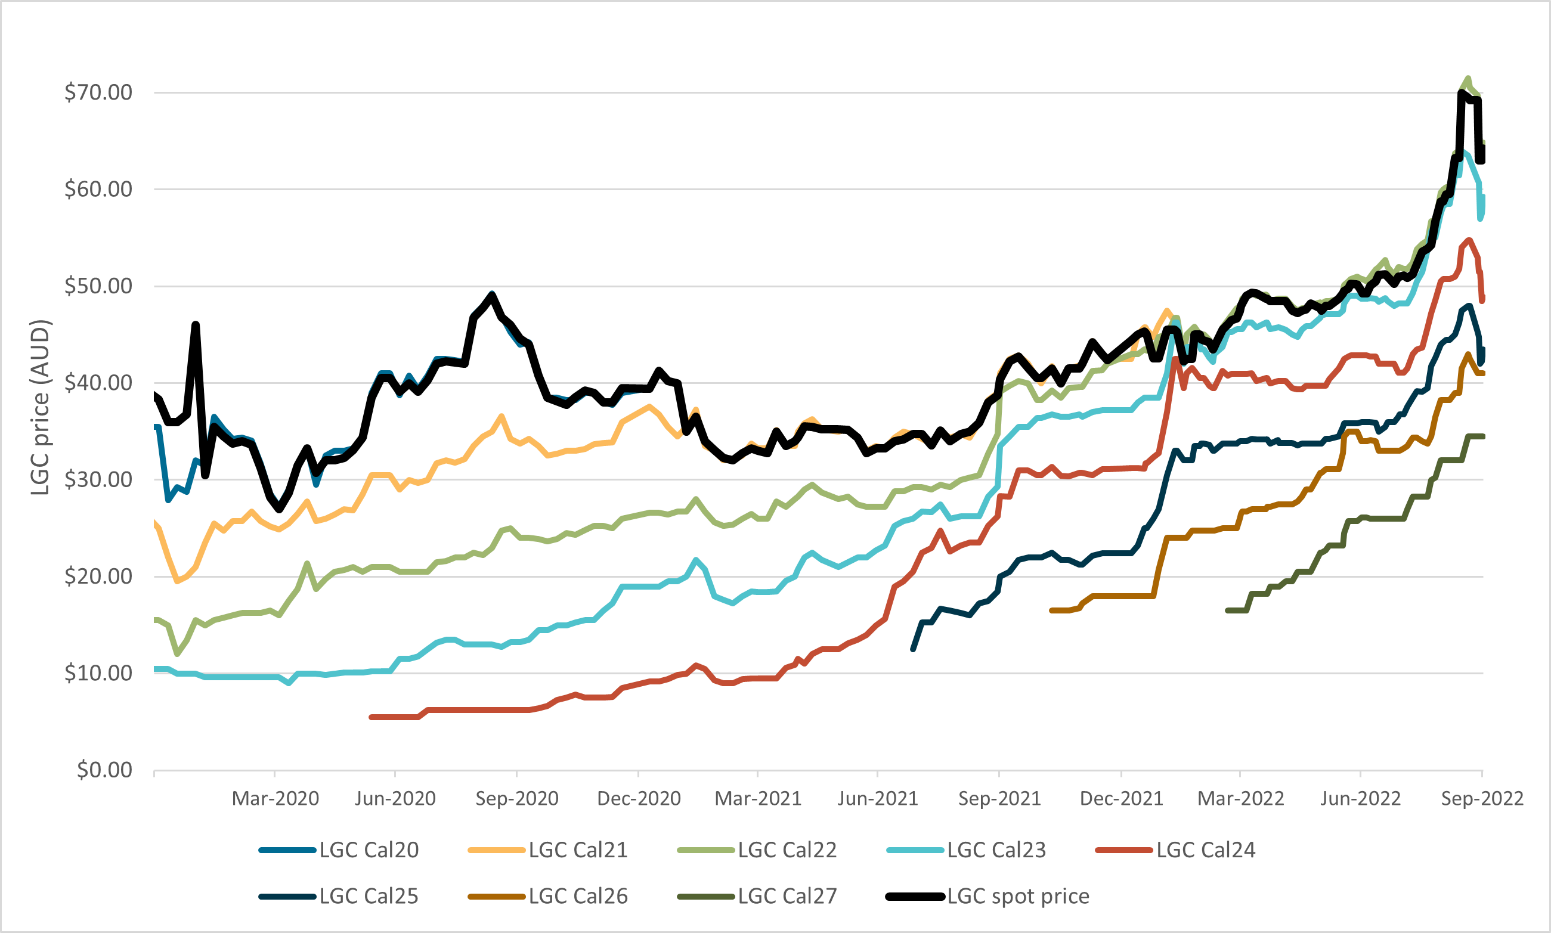 $70.00
$60.00
$50.00
$40.00
$30.00
$20.00
$10.00
$0.00
LGC price (AUD)
Mar-2020 Jun-2020 Sep-2020 Dec-2020 Mar-2021 Jun-2021 Sep-2021 Dec-2021 Mar-2022 Jun-2022 Sep-2022
LGC Cal20 LGC Cal21 LGC Cal22 LGC Cal23 LGC Cal24
LGC Cal25 LGC Cal26 LGC Cal27 LGC spot price